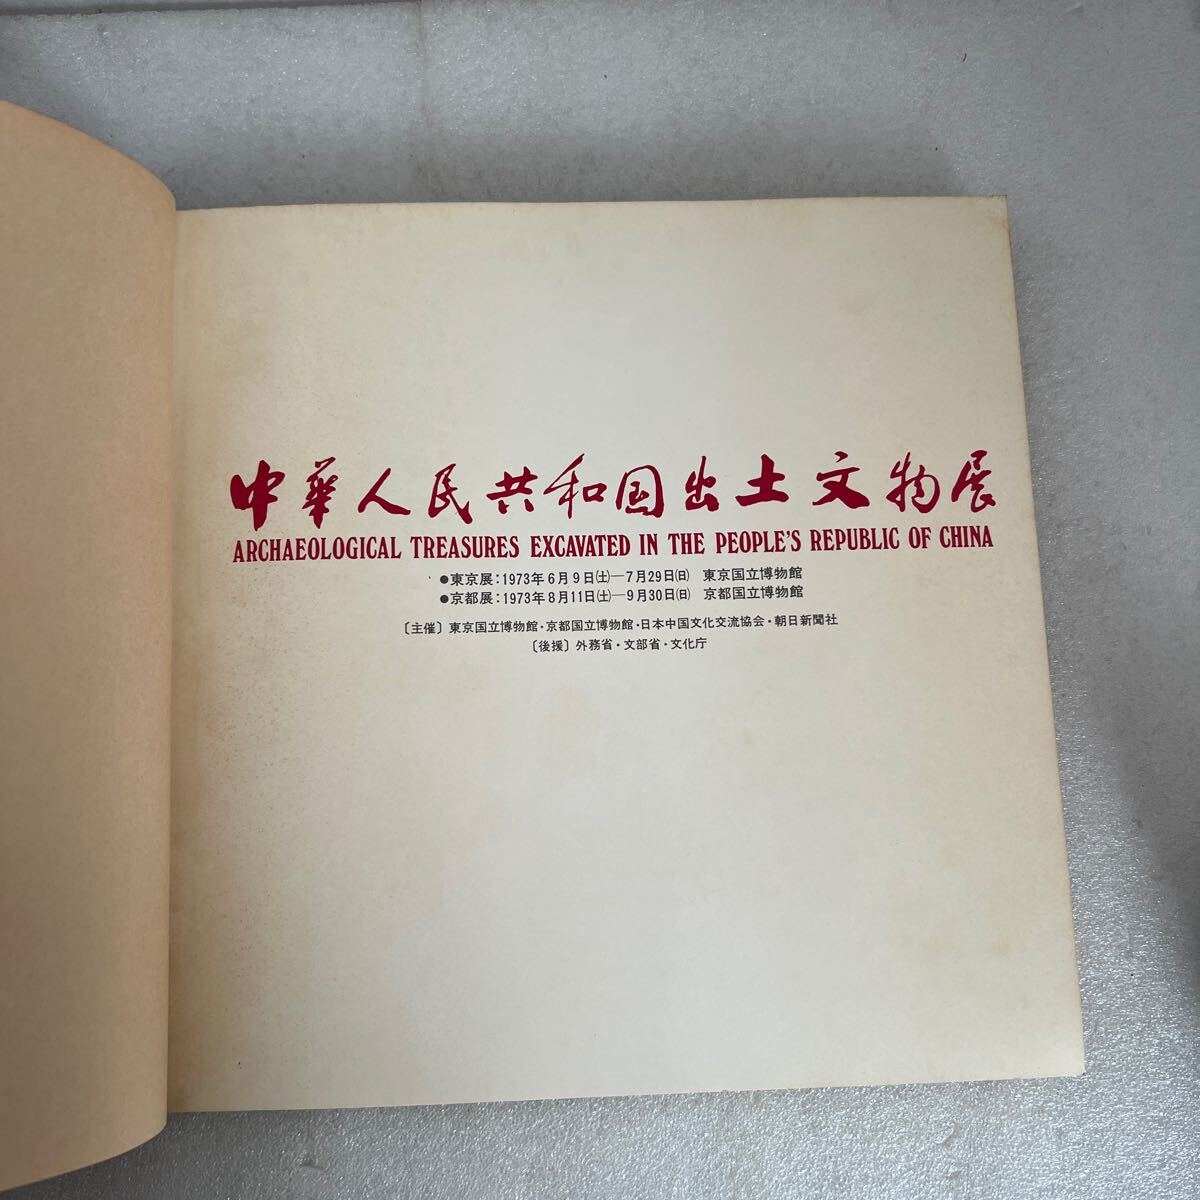 中華人民共和国出土文物展
ARCHAEOLOGICAL TREASURES EXCAVATED IN THE PEOPLE'S REPUBLIC OF CHINA
●東京展：1973年6月9日㈯—7月29日㈰　東京国立博物館
●京都展：1973年8月11日㈯—9月30日㈰　京都国立博物館
〔主催〕東京国立博物館・京都国立博物館・日本中国文化交流協会・朝日新聞社
〔後援〕外務省・文部省・文化庁